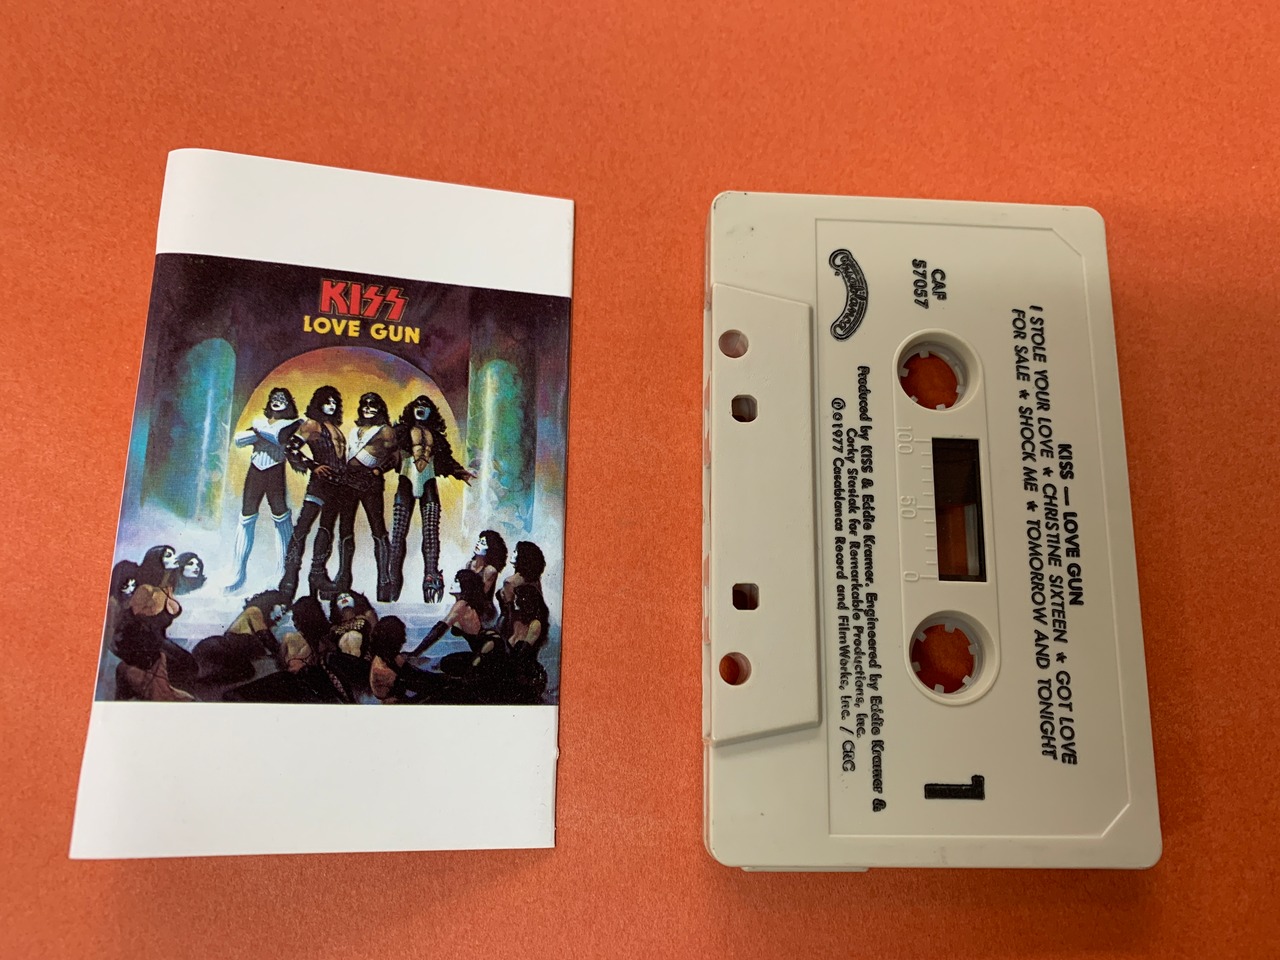 KISS
LOVE GUN
KISS — LOVE GUN
I STOLE YOUR LOVE ★ CHRISTINE SIXTEEN ★ GOT LOVE
FOR SALE ★ SHOCK ME ★ TOMORROW AND TONIGHT
CAF
S7057
1
100 50 0
Casablanca
Produced by KISS & Eddie Kramer. Engineered by Eddie Kramer &
Corky Stasiak for Remarkable Productions, Inc.
℗©1977 Casablanca Record and FilmWorks, Inc. / CRC